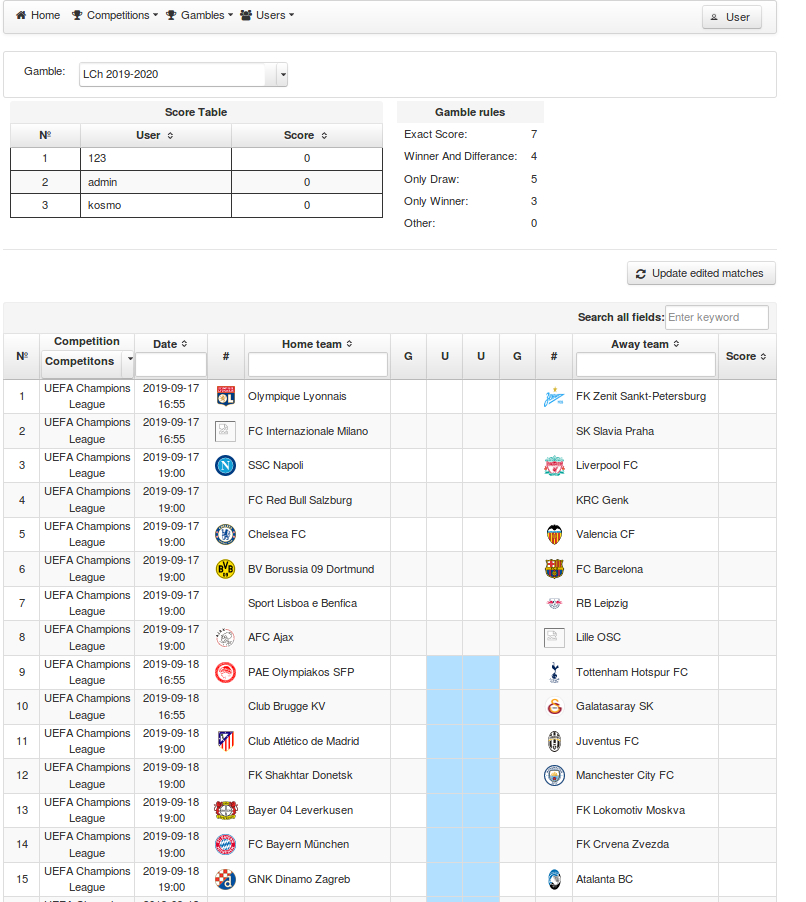 Home Competitions Gambles Users User
Gamble: LCh 2019-2020
Score Table
Nº User Score
1 123 0
2 admin 0
3 kosmo 0
Gamble rules
Exact Score: 7
Winner And Differance: 4
Only Draw: 5
Only Winner: 3
Other: 0
Update edited matches
Search all fields: Enter keyword
Nº Competition Competitons Date # Home team G U U G # Away team Score
1 UEFA Champions League 2019-09-17 16:55 Olympique Lyonnais FK Zenit Sankt-Petersburg
2 UEFA Champions League 2019-09-17 16:55 FC Internazionale Milano SK Slavia Praha
3 UEFA Champions League 2019-09-17 19:00 SSC Napoli Liverpool FC
4 UEFA Champions League 2019-09-17 19:00 FC Red Bull Salzburg KRC Genk
5 UEFA Champions League 2019-09-17 19:00 Chelsea FC Valencia CF
6 UEFA Champions League 2019-09-17 19:00 BV Borussia 09 Dortmund FC Barcelona
7 UEFA Champions League 2019-09-17 19:00 Sport Lisboa e Benfica RB Leipzig
8 UEFA Champions League 2019-09-17 19:00 AFC Ajax Lille OSC
9 UEFA Champions League 2019-09-18 16:55 PAE Olympiakos SFP Tottenham Hotspur FC
10 UEFA Champions League 2019-09-18 16:55 Club Brugge KV Galatasaray SK
11 UEFA Champions League 2019-09-18 19:00 Club Atlético de Madrid Juventus FC
12 UEFA Champions League 2019-09-18 19:00 FK Shakhtar Donetsk Manchester City FC
13 UEFA Champions League 2019-09-18 19:00 Bayer 04 Leverkusen FK Lokomotiv Moskva
14 UEFA Champions League 2019-09-18 19:00 FC Bayern München FK Crvena Zvezda
15 UEFA Champions League 2019-09-18 19:00 GNK Dinamo Zagreb Atalanta BC